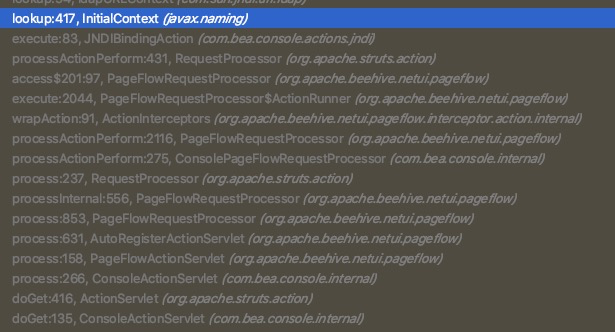 lookup:417, InitialContext (javax.naming)
execute:83, JNDIBindingAction (com.bea.console.actions.jndi)
processActionPerform:431, RequestProcessor (org.apache.struts.action)
access$201:97, PageFlowRequestProcessor (org.apache.beehive.netui.pageflow)
execute:2044, PageFlowRequestProcessor$ActionRunner (org.apache.beehive.netui.pageflow)
wrapAction:91, ActionInterceptors (org.apache.beehive.netui.pageflow.interceptor.action.internal)
processActionPerform:2116, PageFlowRequestProcessor (org.apache.beehive.netui.pageflow)
processActionPerform:275, ConsolePageFlowRequestProcessor (com.bea.console.internal)
process:237, RequestProcessor (org.apache.struts.action)
processInternal:556, PageFlowRequestProcessor (org.apache.beehive.netui.pageflow)
process:853, PageFlowRequestProcessor (org.apache.beehive.netui.pageflow)
process:631, AutoRegisterActionServlet (org.apache.beehive.netui.pageflow)
process:158, PageFlowActionServlet (org.apache.beehive.netui.pageflow)
process:266, ConsoleActionServlet (com.bea.console.internal)
doGet:416, ActionServlet (org.apache.struts.action)
doGet:135, ConsoleActionServlet (com.bea.console.internal)